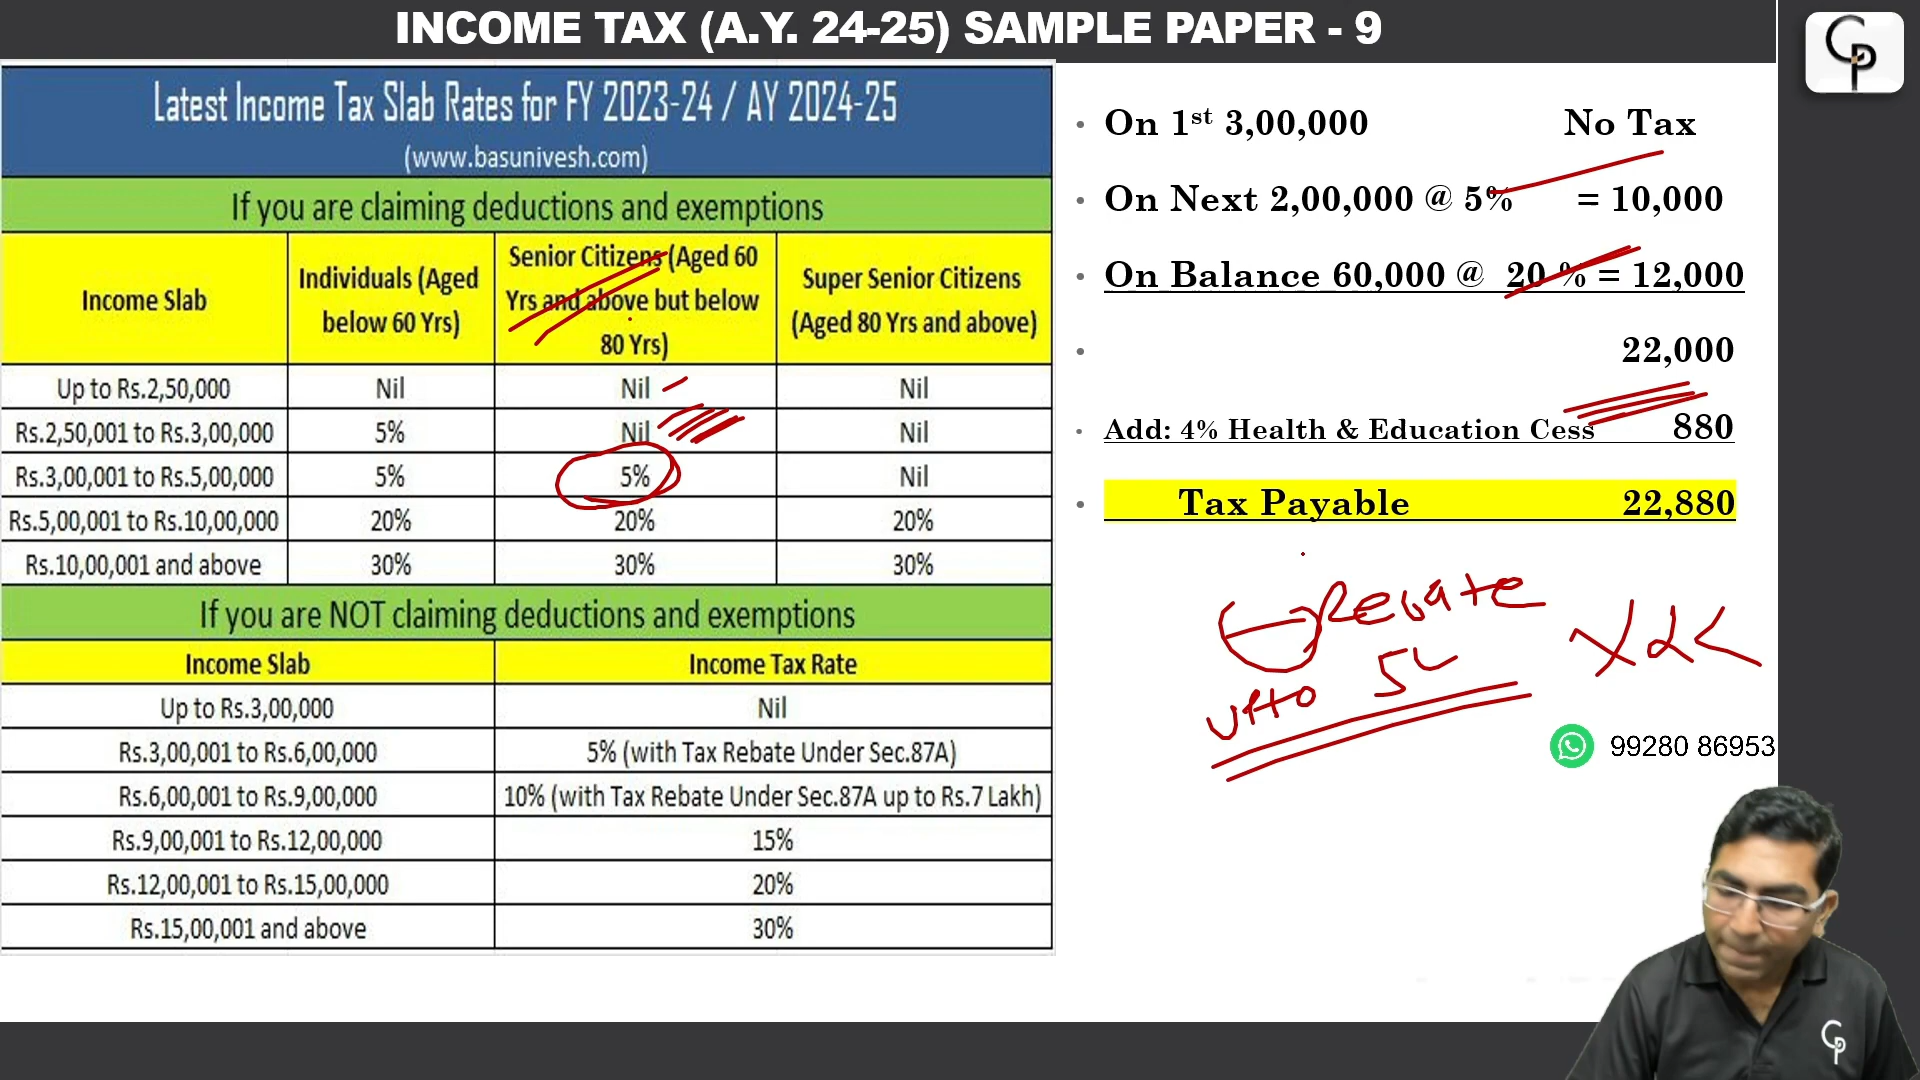 INCOME TAX (A.Y. 24-25) SAMPLE PAPER - 9
CP
Latest Income Tax Slab Rates for FY 2023-24 / AY 2024-25
(www.basunivesh.com)
If you are claiming deductions and exemptions
Income Slab | Individuals (Aged below 60 Yrs) | Senior Citizens (Aged 60 Yrs and above but below 80 Yrs) | Super Senior Citizens (Aged 80 Yrs and above)
Up to Rs.2,50,000 | Nil | Nil | Nil
Rs.2,50,001 to Rs.3,00,000 | 5% | Nil | Nil
Rs.3,00,001 to Rs.5,00,000 | 5% | 5% | Nil
Rs.5,00,001 to Rs.10,00,000 | 20% | 20% | 20%
Rs.10,00,001 and above | 30% | 30% | 30%
If you are NOT claiming deductions and exemptions
Income Slab | Income Tax Rate
Up to Rs.3,00,000 | Nil
Rs.3,00,001 to Rs.6,00,000 | 5% (with Tax Rebate Under Sec.87A)
Rs.6,00,001 to Rs.9,00,000 | 10% (with Tax Rebate Under Sec.87A up to Rs.7 Lakh)
Rs.9,00,001 to Rs.12,00,000 | 15%
Rs.12,00,001 to Rs.15,00,000 | 20%
Rs.15,00,001 and above | 30%
• On 1st 3,00,000 No Tax
• On Next 2,00,000 @ 5% = 10,000
• On Balance 60,000 @ 20 % = 12,000
• 22,000
• Add: 4% Health & Education Cess 880
• Tax Payable 22,880
Rebate
upto 5L
99280 86953
CP